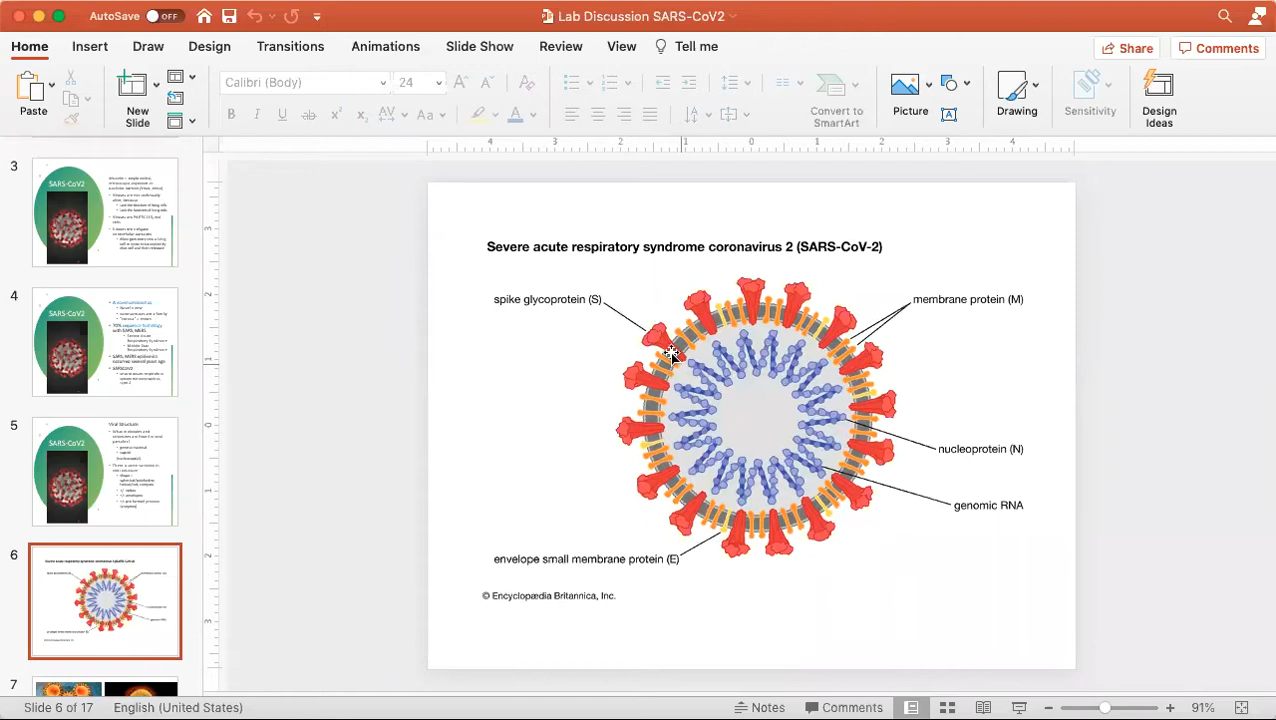 AutoSave OFF
Lab Discussion SARS-CoV2
Home Insert Draw Design Transitions Animations Slide Show Review View Tell me
Share Comments
Paste
New Slide
Calibri (Body) 24
Convert to SmartArt
Picture
Drawing
Sensitivity
Design Ideas
3
SARS-CoV2
4
SARS-CoV2
5
SARS-CoV2
Viral Structure
6
7
Severe acute respiratory syndrome coronavirus 2 (SARS-CoV-2)
spike glycoprotein (S)
membrane protein (M)
nucleoprotein (N)
genomic RNA
envelope small membrane protein (E)
© Encyclopædia Britannica, Inc.
Slide 6 of 17 English (United States)
Notes Comments 91%